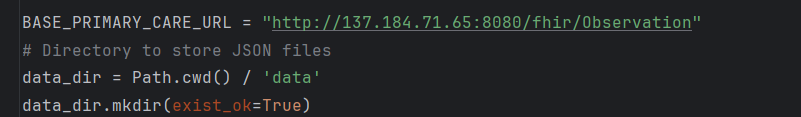 BASE_PRIMARY_CARE_URL = "http://137.184.71.65:8080/fhir/Observation"
# Directory to store JSON files
data_dir = Path.cwd() / 'data'
data_dir.mkdir(exist_ok=True)